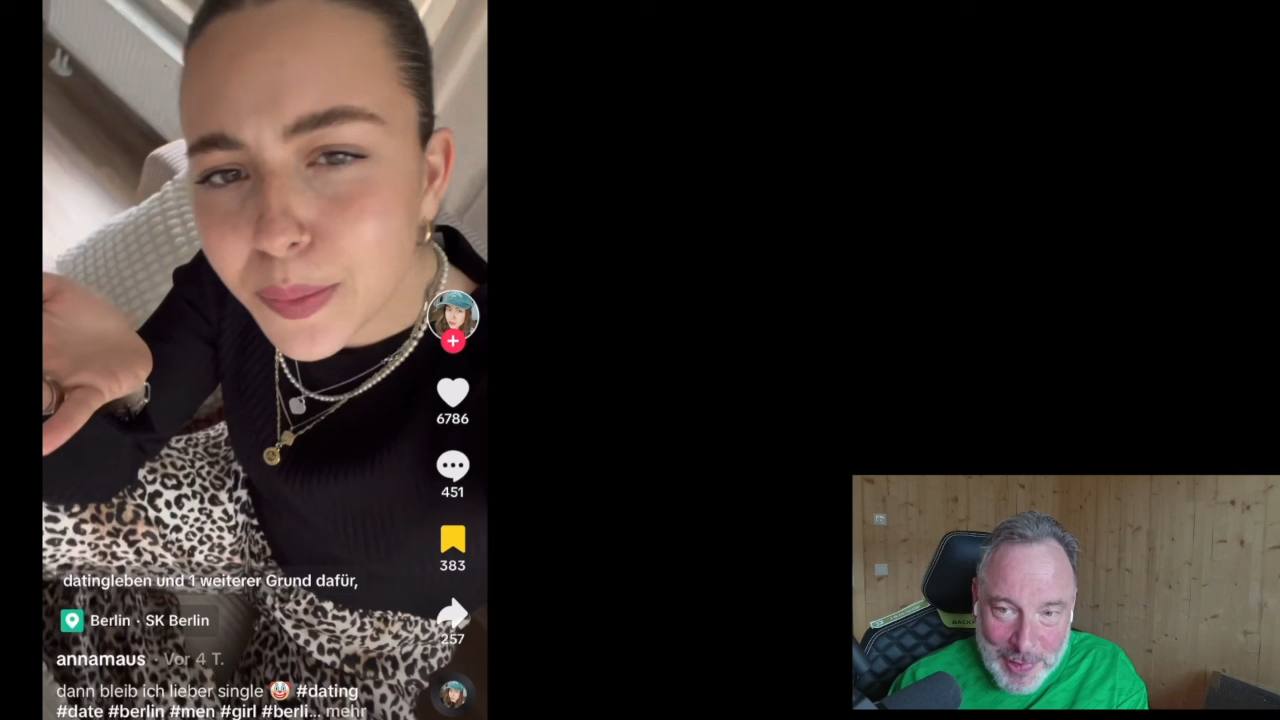 6786
451
383
datingleben und 1 weiterer Grund dafür,
Berlin · SK Berlin
257
annamaus · Vor 4 T.
dann bleib ich lieber single 🤡 #dating
#date #berlin #men #girl #berli... mehr